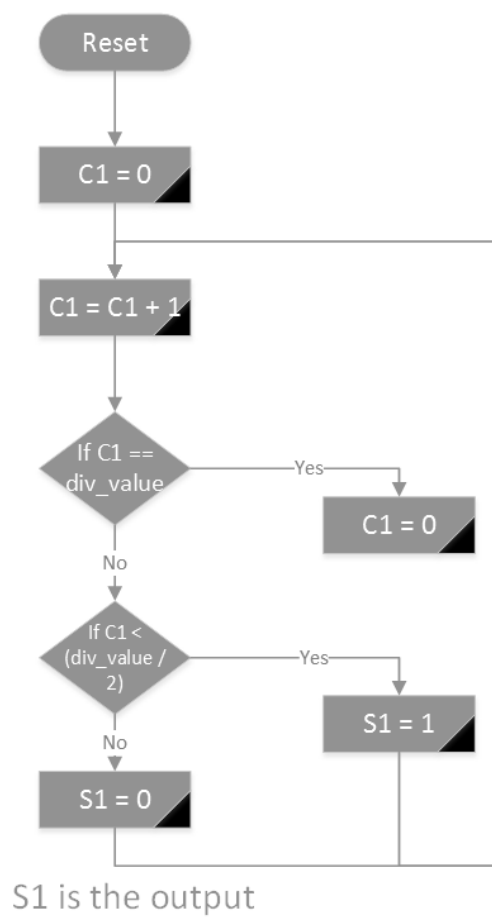 Reset
C1 = 0
C1 = C1 + 1
If C1 ==
div_value
Yes
C1 = 0
No
If C1 <
(div_value /
2)
Yes
S1 = 1
No
S1 = 0
S1 is the output